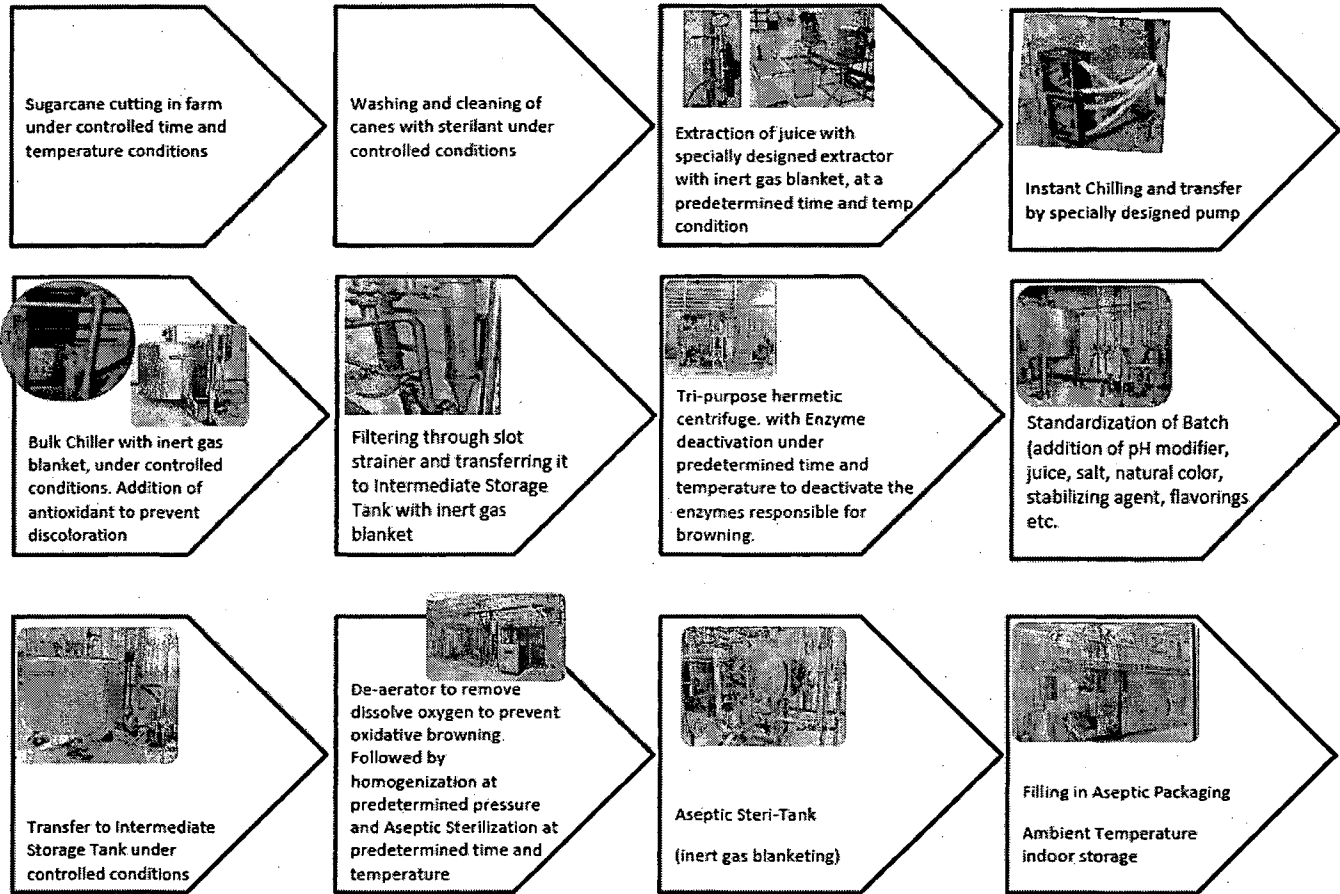 Sugarcane cutting in farm
under controlled time and
temperature conditions
Washing and cleaning of
canes with sterilant under
controlled conditions
Extraction of juice with
specially designed extractor
with inert gas blanket, at a
predetermined time and temp
condition
Instant Chilling and transfer
by specially designed pump
Bulk Chiller with inert gas
blanket, under controlled
conditions. Addition of
antioxidant to prevent
discoloration
Filtering through slot
strainer and transferring it
to Intermediate Storage
Tank with inert gas
blanket
Tri-purpose hermetic
centrifuge. with Enzyme
deactivation under
predetermined time and
temperature to deactivate the
enzymes responsible for
browning.
Standardization of Batch
(addition of pH modifier,
juice, salt, natural color,
stabilizing agent, flavorings
etc.
Transfer to Intermediate
Storage Tank under
controlled conditions
De-aerator to remove
dissolve oxygen to prevent
oxidative browning.
Followed by
homogenization at
predetermined pressure
and Aseptic Sterilization at
predetermined time and
temperature
Aseptic Steri-Tank
(inert gas blanketing)
Filling in Aseptic Packaging
Ambient Temperature
indoor storage